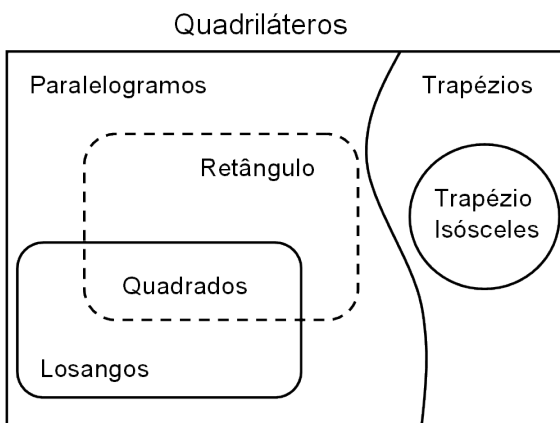 Quadriláteros
Paralelogramos
Trapézios
Retângulo
Trapézio
Isósceles
Quadrados
Losangos